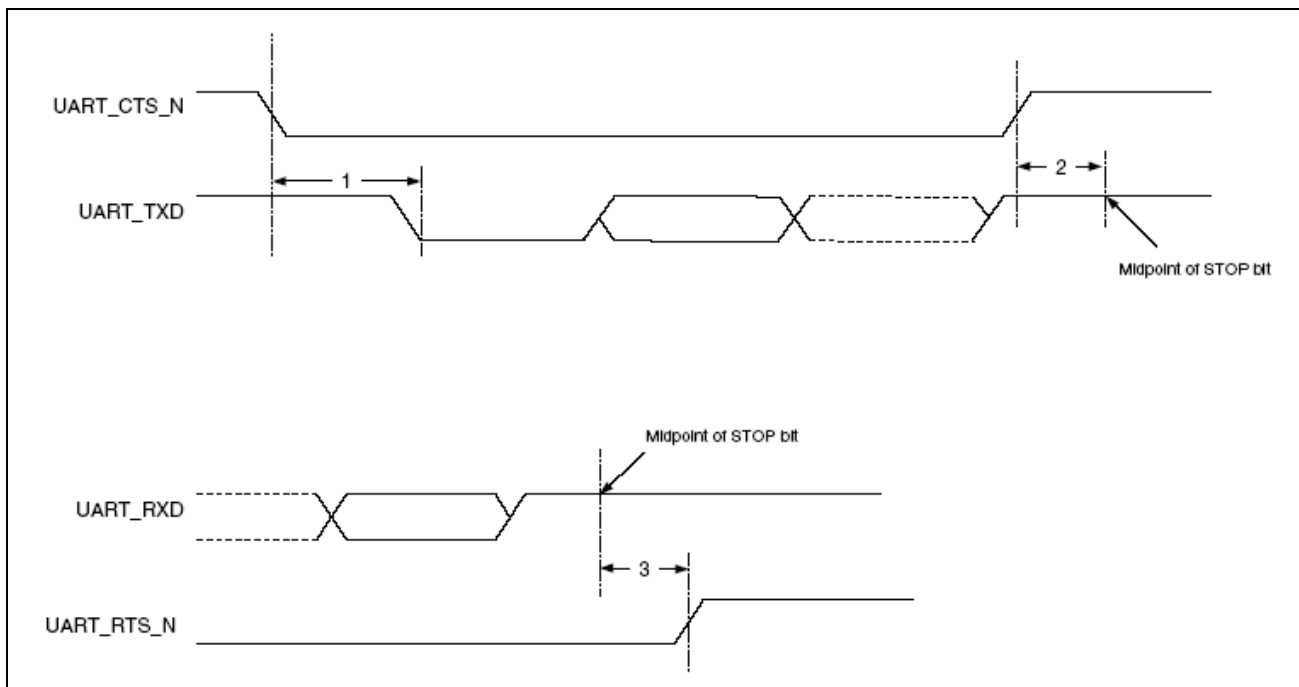 UART_CTS_N
1
2
UART_TXD
Midpoint of STOP bit
Midpoint of STOP bit
UART_RXD
3
UART_RTS_N